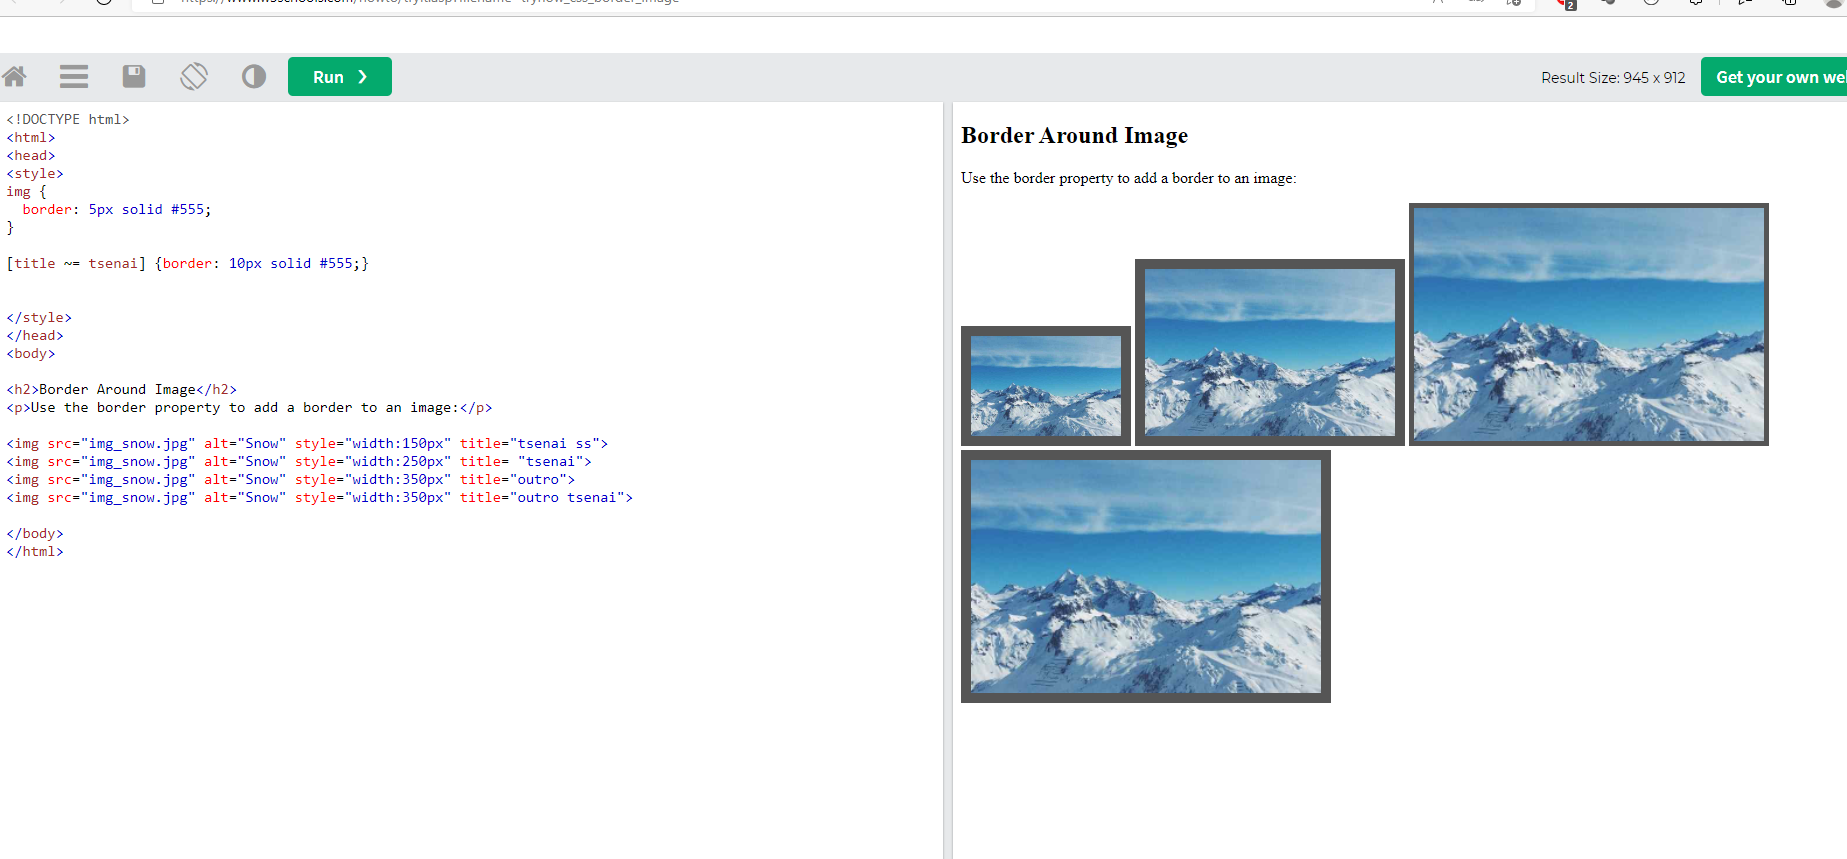 2
Run ❯
Result Size: 945 x 912
Get your own we
<!DOCTYPE html>
<html>
<head>
<style>
img {
  border: 5px solid #555;
}
[title ~= tsenai] {border: 10px solid #555;}
</style>
</head>
<body>
<h2>Border Around Image</h2>
<p>Use the border property to add a border to an image:</p>
<img src="img_snow.jpg" alt="Snow" style="width:150px" title="tsenai ss">
<img src="img_snow.jpg" alt="Snow" style="width:250px" title= "tsenai">
<img src="img_snow.jpg" alt="Snow" style="width:350px" title="outro">
<img src="img_snow.jpg" alt="Snow" style="width:350px" title="outro tsenai">
</body>
</html>
Border Around Image
Use the border property to add a border to an image: